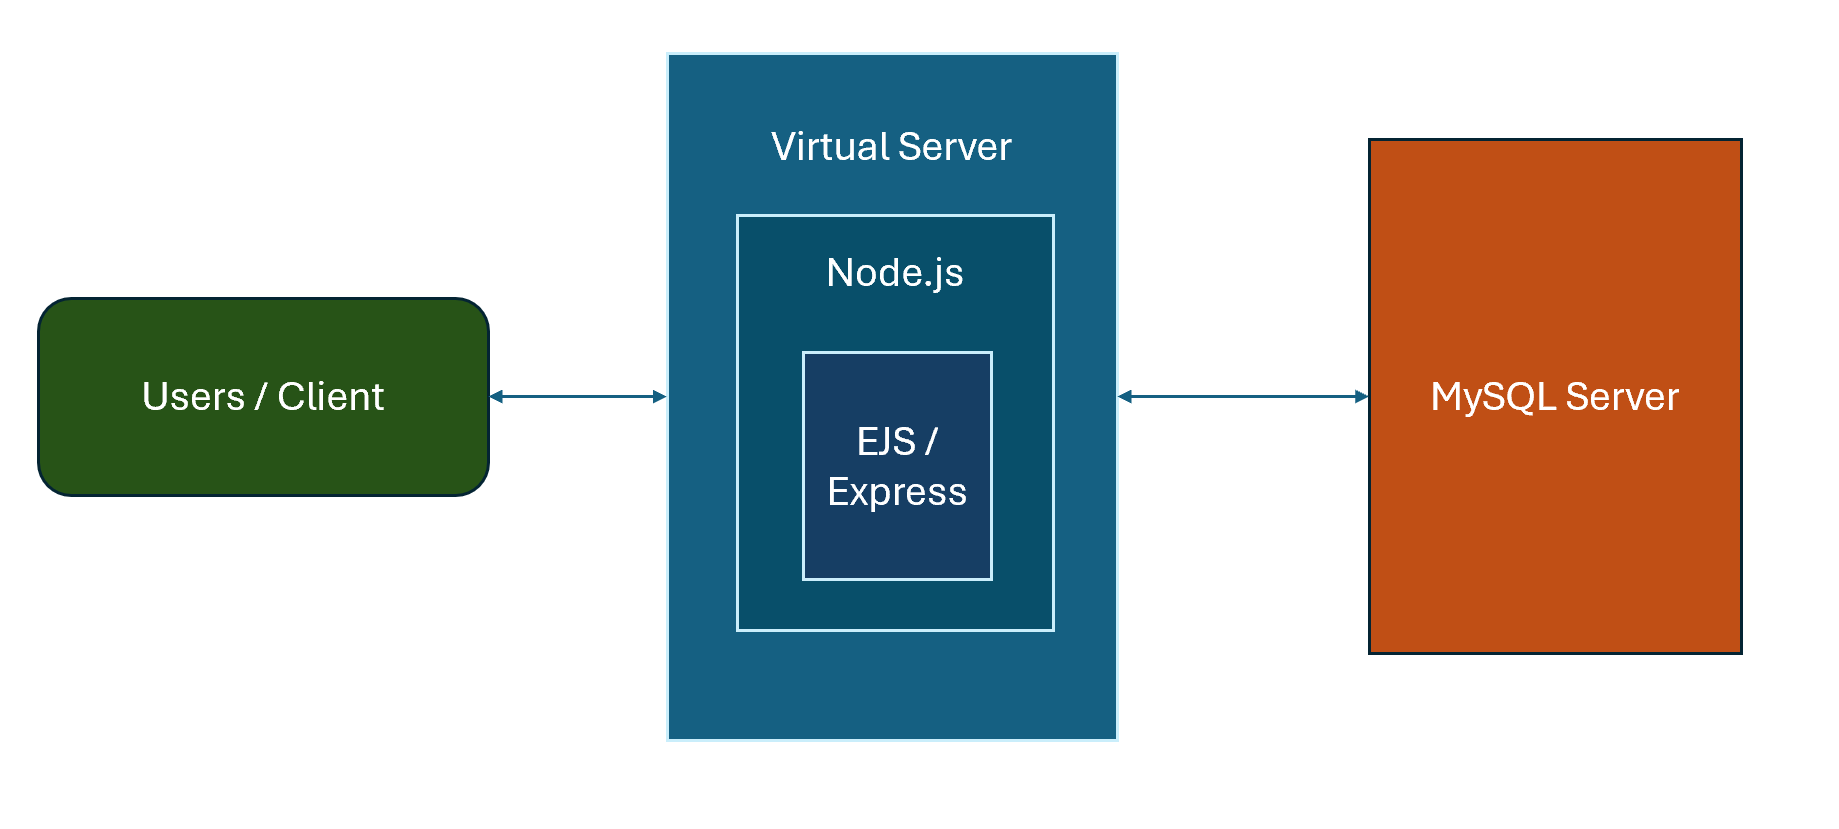 Virtual Server
Node.js
Users / Client
EJS /
Express
MySQL Server